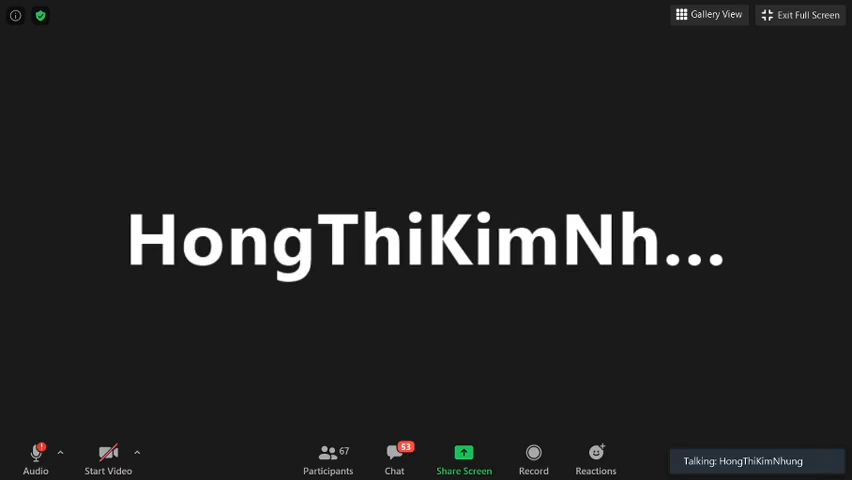 Gallery View
Exit Full Screen
HongThiKimNh...
67
53
Audio
Start Video
Participants
Chat
Share Screen
Record
Reactions
Talking: HongThiKimNhung